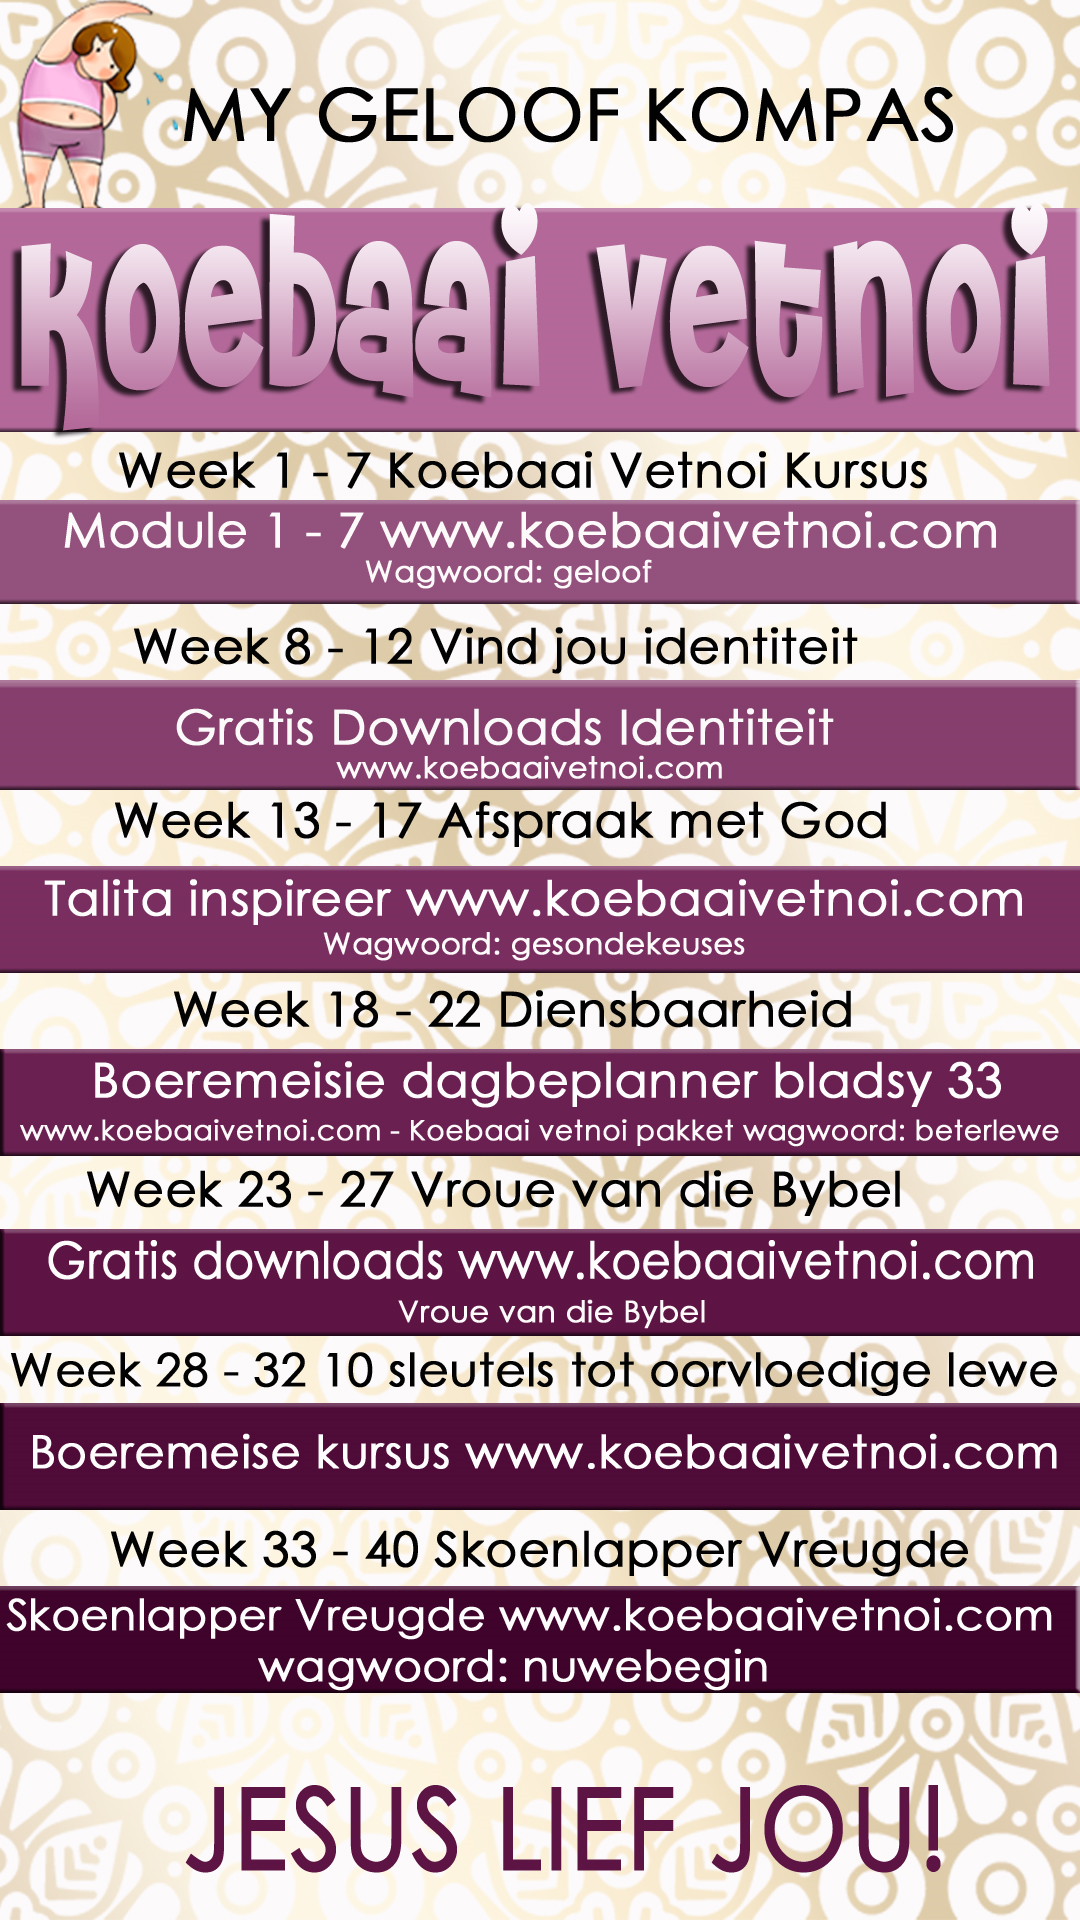 MY GELOOF KOMPAS
Koebaai Vetnoi
Week 1 - 7 Koebaai Vetnoi Kursus
Module 1 - 7 www.koebaaivetnoi.com
Wagwoord: geloof
Week 8 - 12 Vind jou identiteit
Gratis Downloads Identiteit
www.koebaaivetnoi.com
Week 13 - 17 Afspraak met God
Talita inspireer www.koebaaivetnoi.com
Wagwoord: gesondekeuses
Week 18 - 22 Diensbaarheid
Boeremeisie dagbeplanner bladsy 33
www.koebaaivetnoi.com - Koebaai vetnoi pakket wagwoord: beterlewe
Week 23 - 27 Vroue van die Bybel
Gratis downloads www.koebaaivetnoi.com
Vroue van die Bybel
Week 28 - 32 10 sleutels tot oorvloedige lewe
Boeremeise kursus www.koebaaivetnoi.com
Week 33 - 40 Skoenlapper Vreugde
Skoenlapper Vreugde www.koebaaivetnoi.com
wagwoord: nuwebegin
JESUS LIEF JOU!